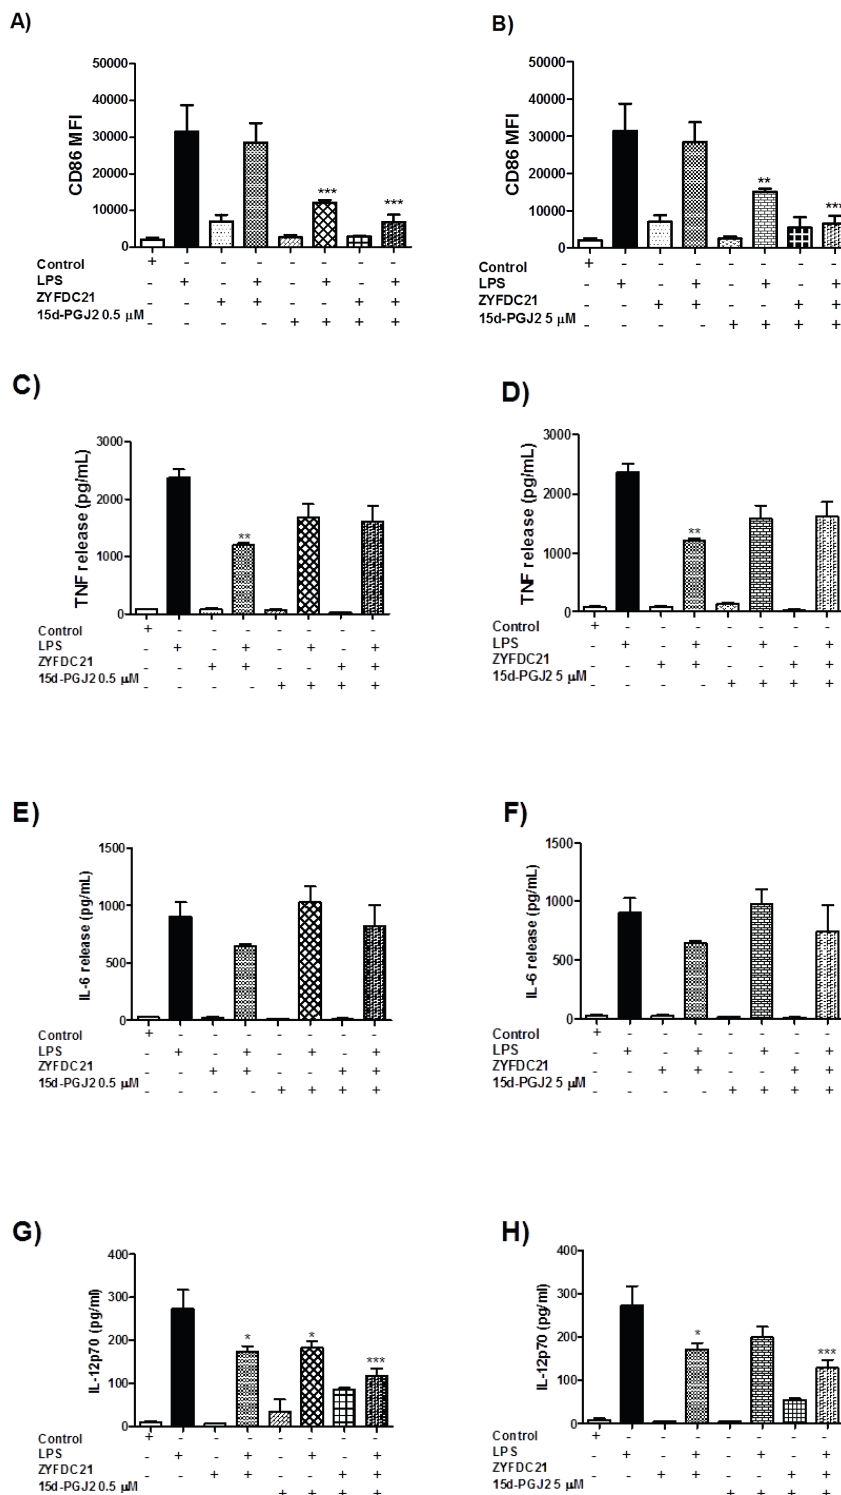 A)
50000
40000
30000
20000
10000
0
CD86 MFI
***
***
Control + - - - - - - -
LPS - + - + - + - +
ZYFDC21 - - + + - - + +
15d-PGJ2 0.5 µM - - - - + + + +
B)
50000
40000
30000
20000
10000
0
CD86 MFI
**
***
Control + - - - - - - -
LPS - + - + - + - +
ZYFDC21 - - + + - - + +
15d-PGJ2 5 µM - - - - + + + +
C)
3000
2000
1000
0
TNF release (pg/mL)
**
Control + - - - - - - -
LPS - + - + - + - +
ZYFDC21 - - + + - - + +
15d-PGJ2 0.5 µM - - - - + + + +
D)
3000
2000
1000
0
TNF release (pg/mL)
**
Control + - - - - - - -
LPS - + - + - + - +
ZYFDC21 - - + + - - + +
15d-PGJ2 5 µM - - - - + + + +
E)
1500
1000
500
0
IL-6 release (pg/mL)
Control + - - - - - - -
LPS - + - + - + - +
ZYFDC21 - - + + - - + +
15d-PGJ2 0.5 µM - - - - + + + +
F)
1500
1000
500
0
IL-6 release (pg/mL)
Control + - - - - - - -
LPS - + - + - + - +
ZYFDC21 - - + + - - + +
15d-PGJ2 5 µM - - - - + + + +
G)
400
300
200
100
0
IL-12p70 (pg/ml)
*
*
***
Control + - - - - - - -
LPS - + - + - + - +
ZYFDC21 - - + + - - + +
15d-PGJ2 0.5 µM - - - - + + + +
H)
400
300
200
100
0
IL-12p70 (pg/ml)
*
***
Control + - - - - - - -
LPS - + - + - + - +
ZYFDC21 - - + + - - + +
15d-PGJ2 5 µM - - - - + + + +